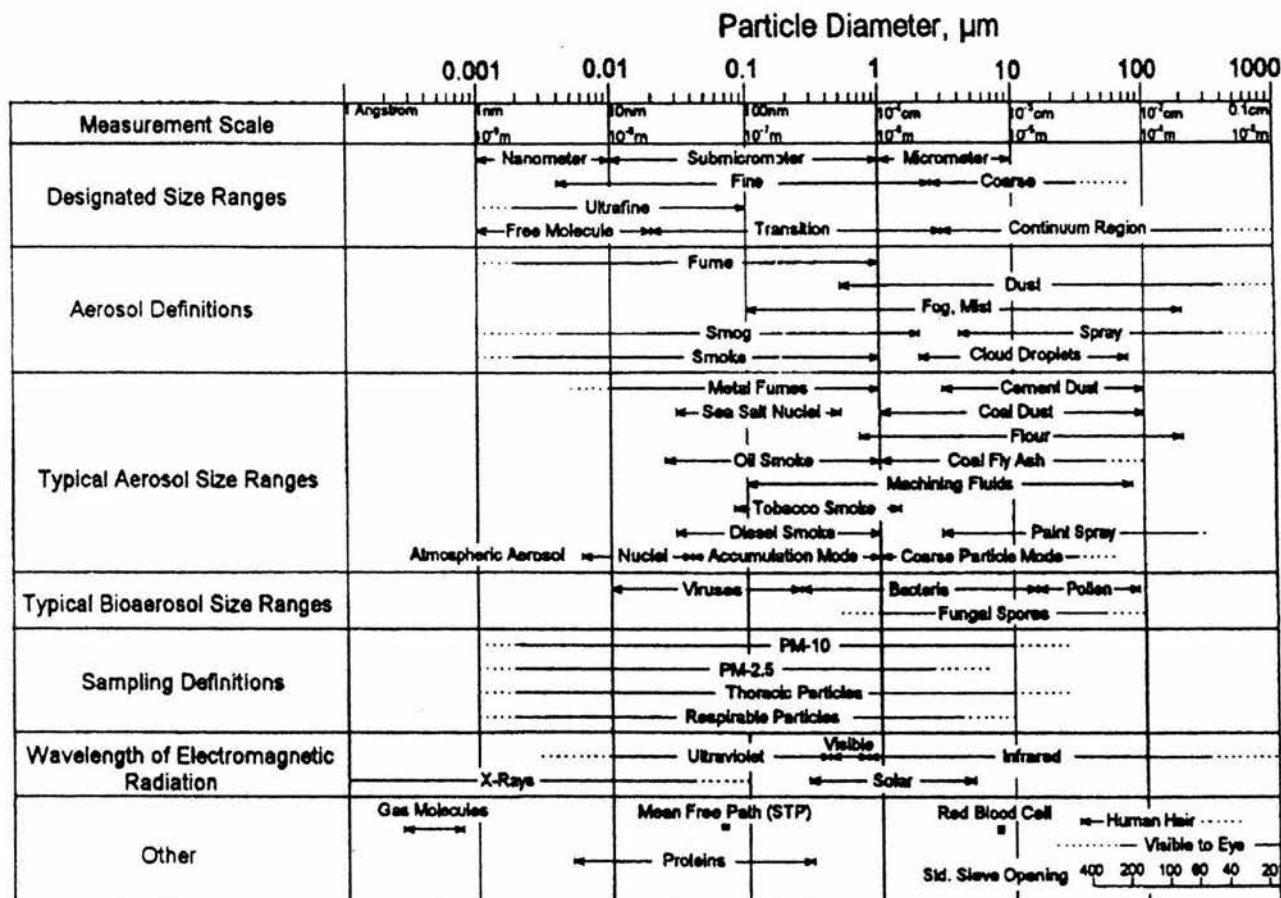 Particle Diameter, µm
0.001 0.01 0.1 1 10 100 1000
Measurement Scale
1 Angstrom 1nm 10nm 100nm 10⁻⁴cm 10⁻³cm 10⁻²cm 0.1cm
10⁻⁹m 10⁻⁸m 10⁻⁷m 10⁻⁶m 10⁻⁵m 10⁻⁴m 10⁻³m
Designated Size Ranges
Nanometer Submicrometer Micrometer
Fine Coarse
Ultrafine
Free Molecule Transition Continuum Region
Aerosol Definitions
Fume
Dust
Fog, Mist
Smog Spray
Smoke Cloud Droplets
Typical Aerosol Size Ranges
Metal Fumes Cement Dust
Sea Salt Nuclei Coal Dust
Flour
Oil Smoke Coal Fly Ash
Machining Fluids
Tobacco Smoke
Diesel Smoke Paint Spray
Atmospheric Aerosol Nuclei Accumulation Mode Coarse Particle Mode
Typical Bioaerosol Size Ranges
Viruses Bacteria Pollen
Fungal Spores
Sampling Definitions
PM-10
PM-2.5
Thoracic Particles
Respirable Particles
Wavelength of Electromagnetic
Radiation
Visible
Ultraviolet Infrared
X-Rays Solar
Other
Gas Molecules Mean Free Path (STP) Red Blood Cell
Human Hair
Visible to Eye
Proteins
Std. Sieve Opening 400 200 100 60 40 20